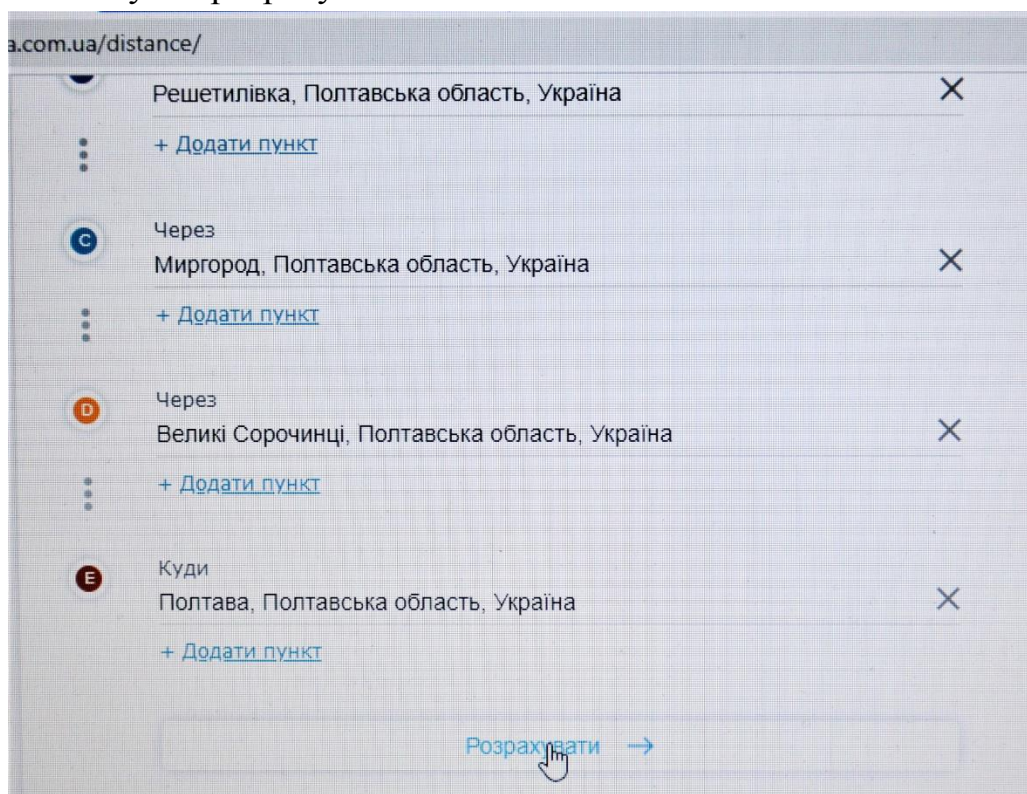 a.com.ua/distance/
Решетилівка, Полтавська область, Україна
+ Додати пункт
C
Через
Миргород, Полтавська область, Україна
+ Додати пункт
D
Через
Великі Сорочинці, Полтавська область, Україна
+ Додати пункт
E
Куди
Полтава, Полтавська область, Україна
+ Додати пункт
Розрахувати →